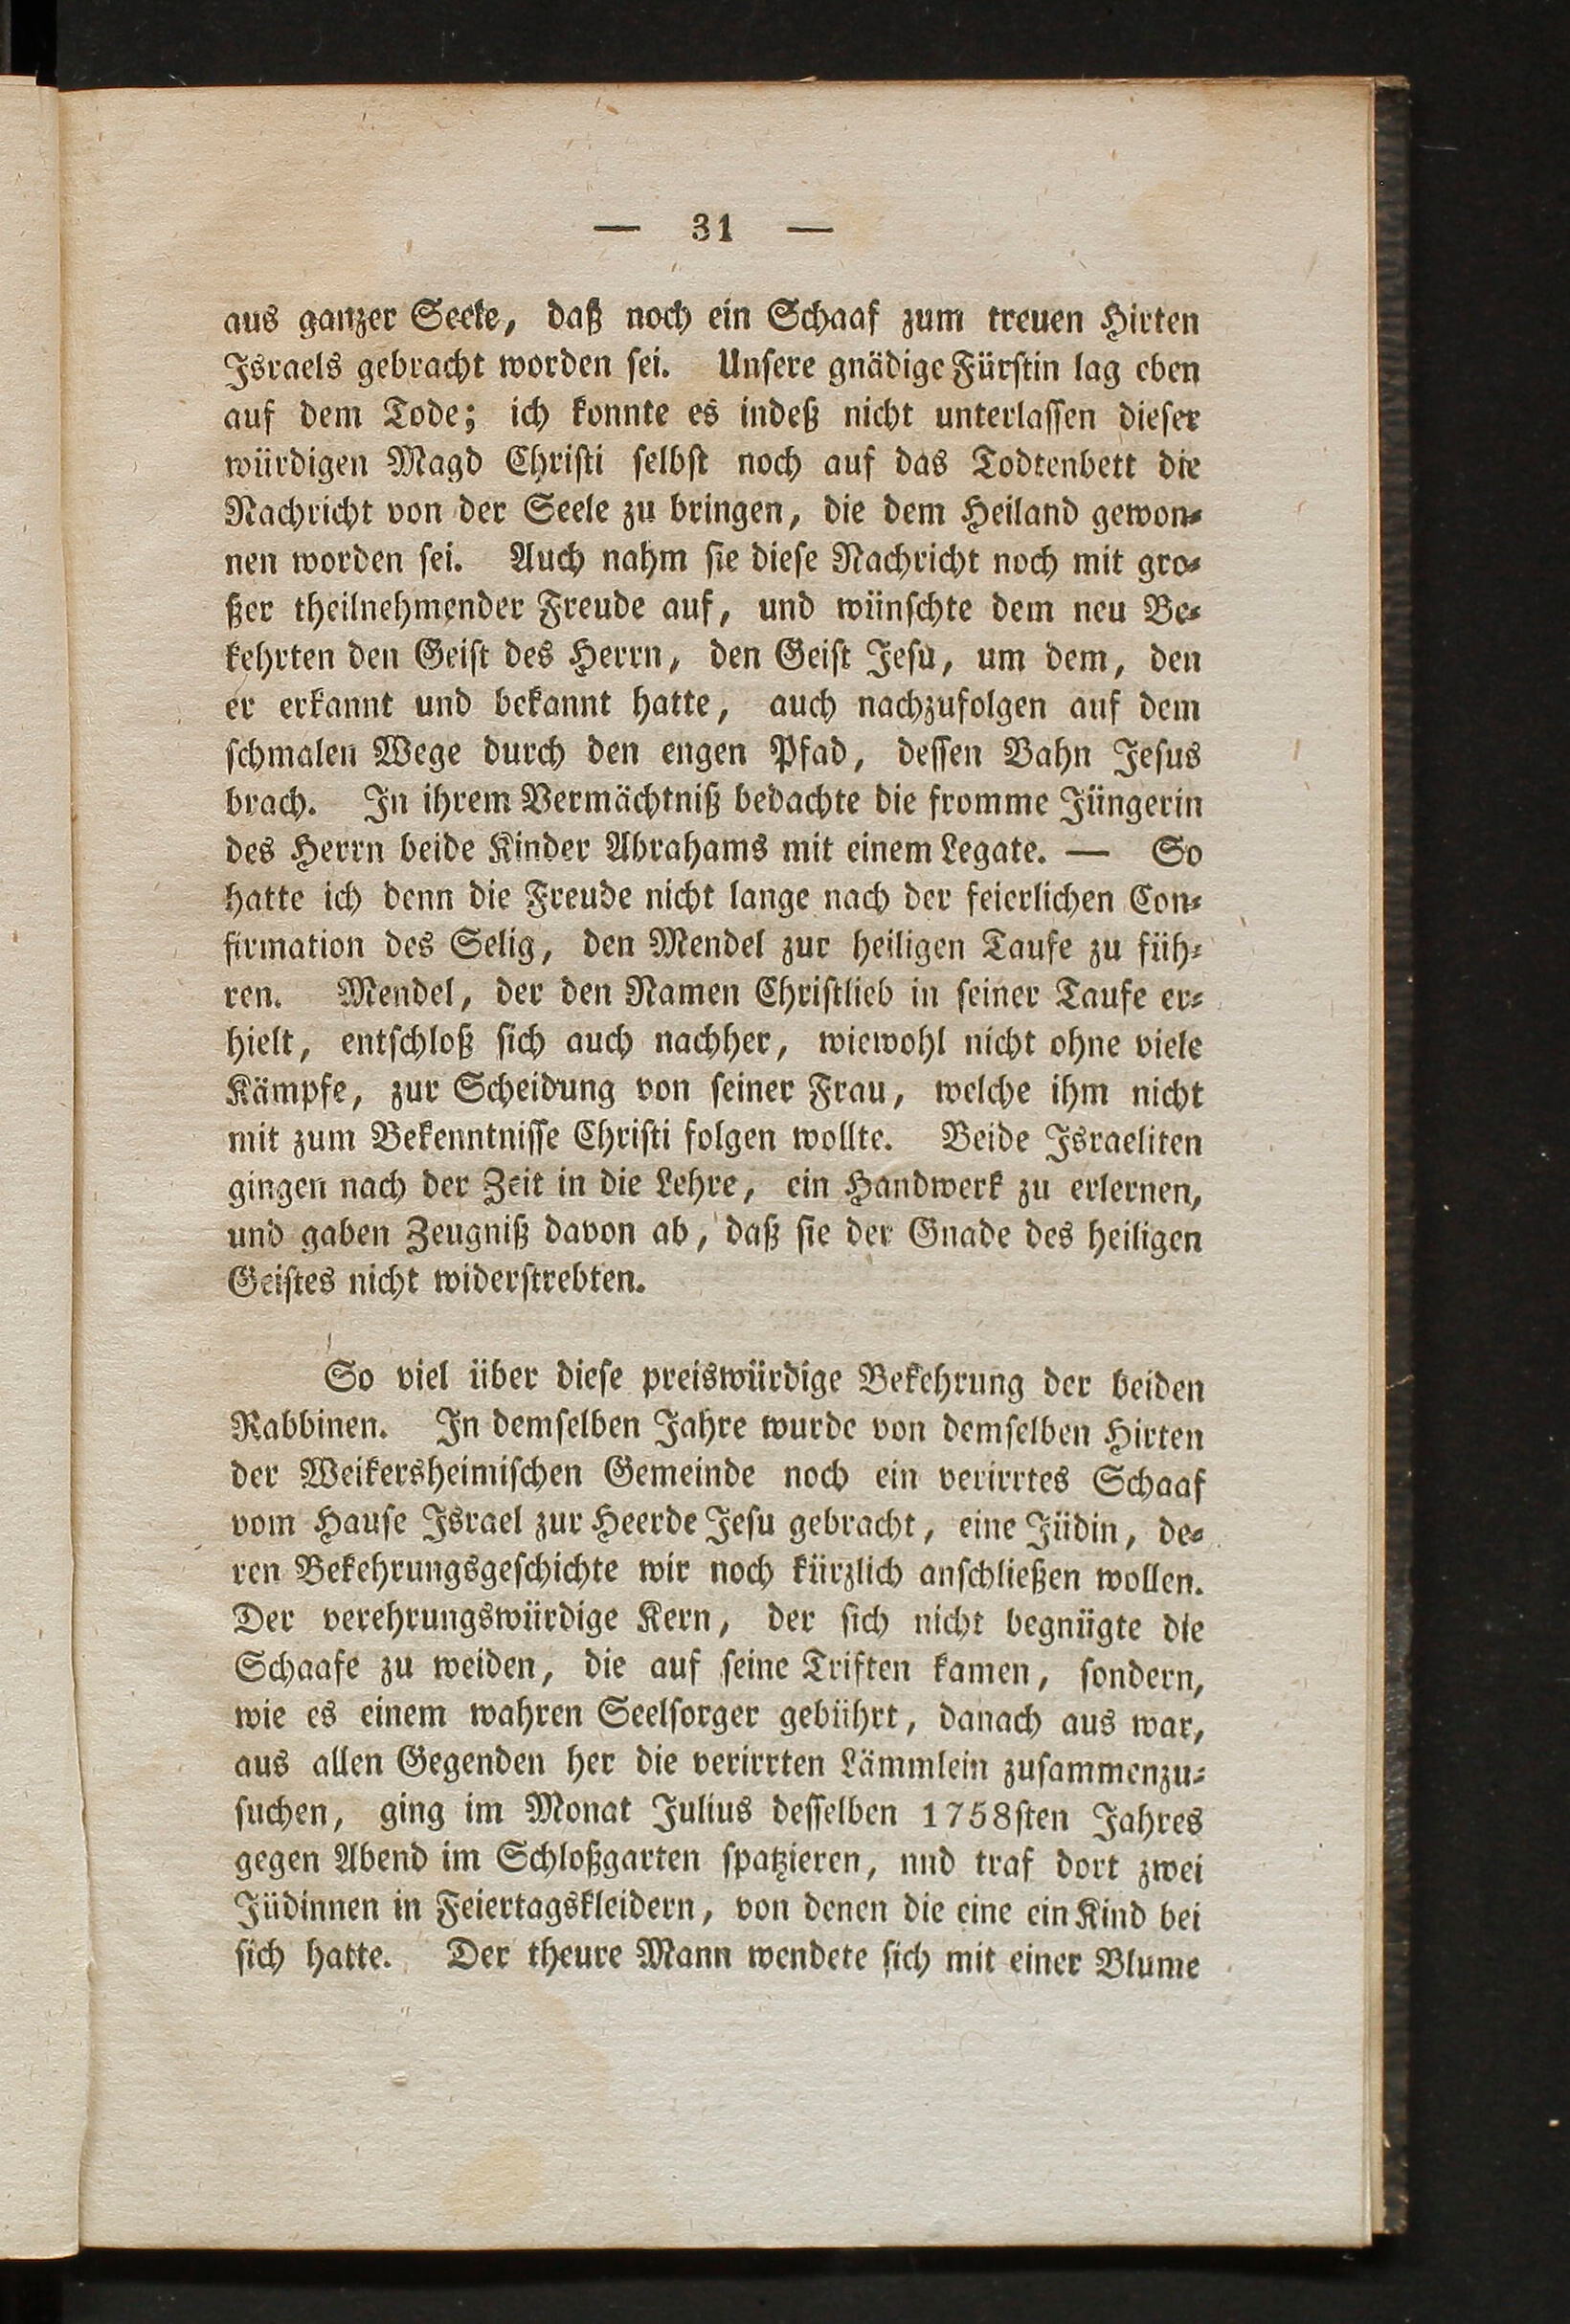 — 31 —
aus ganzer Seele, daß noch ein Schaaf zum treuen Hirten
Israels gebracht worden sei. Unsere gnädige Fürstin lag eben
auf dem Tode; ich konnte es indeß nicht unterlassen dieser
würdigen Magd Christi selbst noch auf das Todtenbett die
Nachricht von der Seele zu bringen, die dem Heiland gewon-
nen worden sei. Auch nahm sie diese Nachricht noch mit gro-
ßer theilnehmender Freude auf, und wünschte dem neu Be-
kehrten den Geist des Herrn, den Geist Jesu, um dem, den
er erkannt und bekannt hatte, auch nachzufolgen auf dem
schmalen Wege durch den engen Pfad, dessen Bahn Jesus
brach. In ihrem Vermächtniß bedachte die fromme Jüngerin
des Herrn beide Kinder Abrahams mit einem Legate. — So
hatte ich denn die Freude nicht lange nach der feierlichen Con-
firmation des Selig, den Mendel zur heiligen Taufe zu füh-
ren. Mendel, der den Namen Christlieb in seiner Taufe er-
hielt, entschloß sich auch nachher, wiewohl nicht ohne viele
Kämpfe, zur Scheidung von seiner Frau, welche ihm nicht
mit zum Bekenntnisse Christi folgen wollte. Beide Israeliten
gingen nach der Zeit in die Lehre, ein Handwerk zu erlernen,
und gaben Zeugniß davon ab, daß sie der Gnade des heiligen
Geistes nicht widerstrebten.
So viel über diese preiswürdige Bekehrung der beiden
Rabbinen. In demselben Jahre wurde von demselben Hirten
der Weikersheimischen Gemeinde noch ein verirrtes Schaaf
vom Hause Israel zur Heerde Jesu gebracht, eine Jüdin, de-
ren Bekehrungsgeschichte wir noch kürzlich anschließen wollen.
Der verehrungswürdige Kern, der sich nicht begnügte die
Schaafe zu weiden, die auf seine Triften kamen, sondern,
wie es einem wahren Seelsorger gebührt, danach aus war,
aus allen Gegenden her die verirrten Lämmlein zusammenzu-
suchen, ging im Monat Julius desselben 1758sten Jahres
gegen Abend im Schloßgarten spatzieren, nnd traf dort zwei
Jüdinnen in Feiertagskleidern, von denen die eine ein Kind bei
sich hatte. Der theure Mann wendete sich mit einer Blume